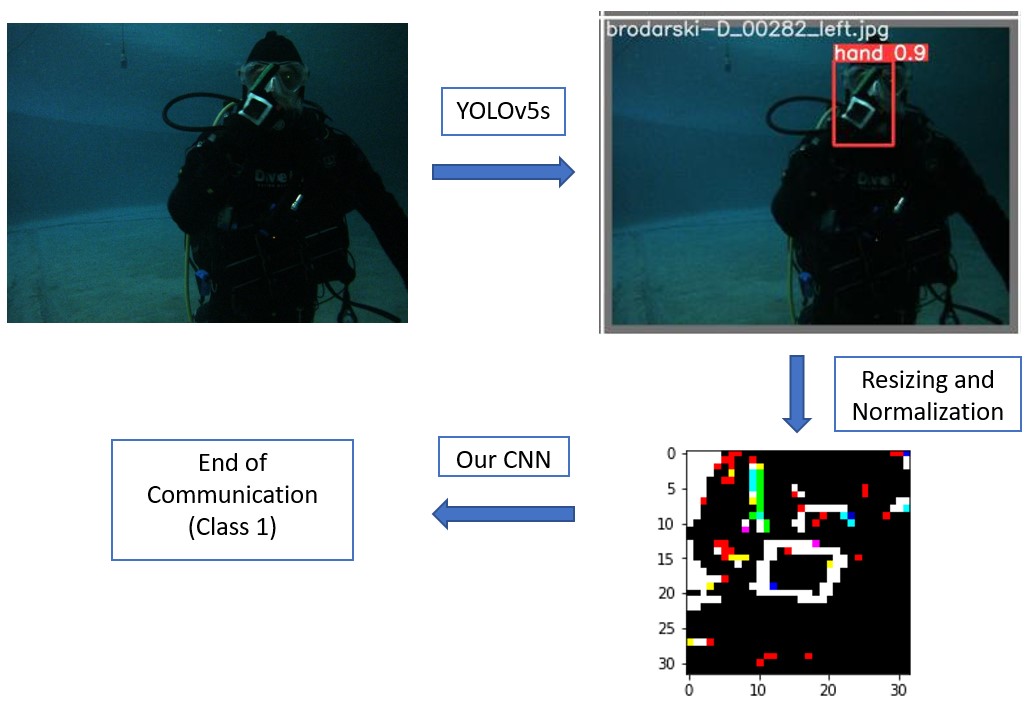 YOLOv5s
brodarski-D_00282_left.jpg
hand 0.9
Resizing and
Normalization
Our CNN
End of
Communication
(Class 1)
0
5
10
15
20
25
30
0
10
20
30